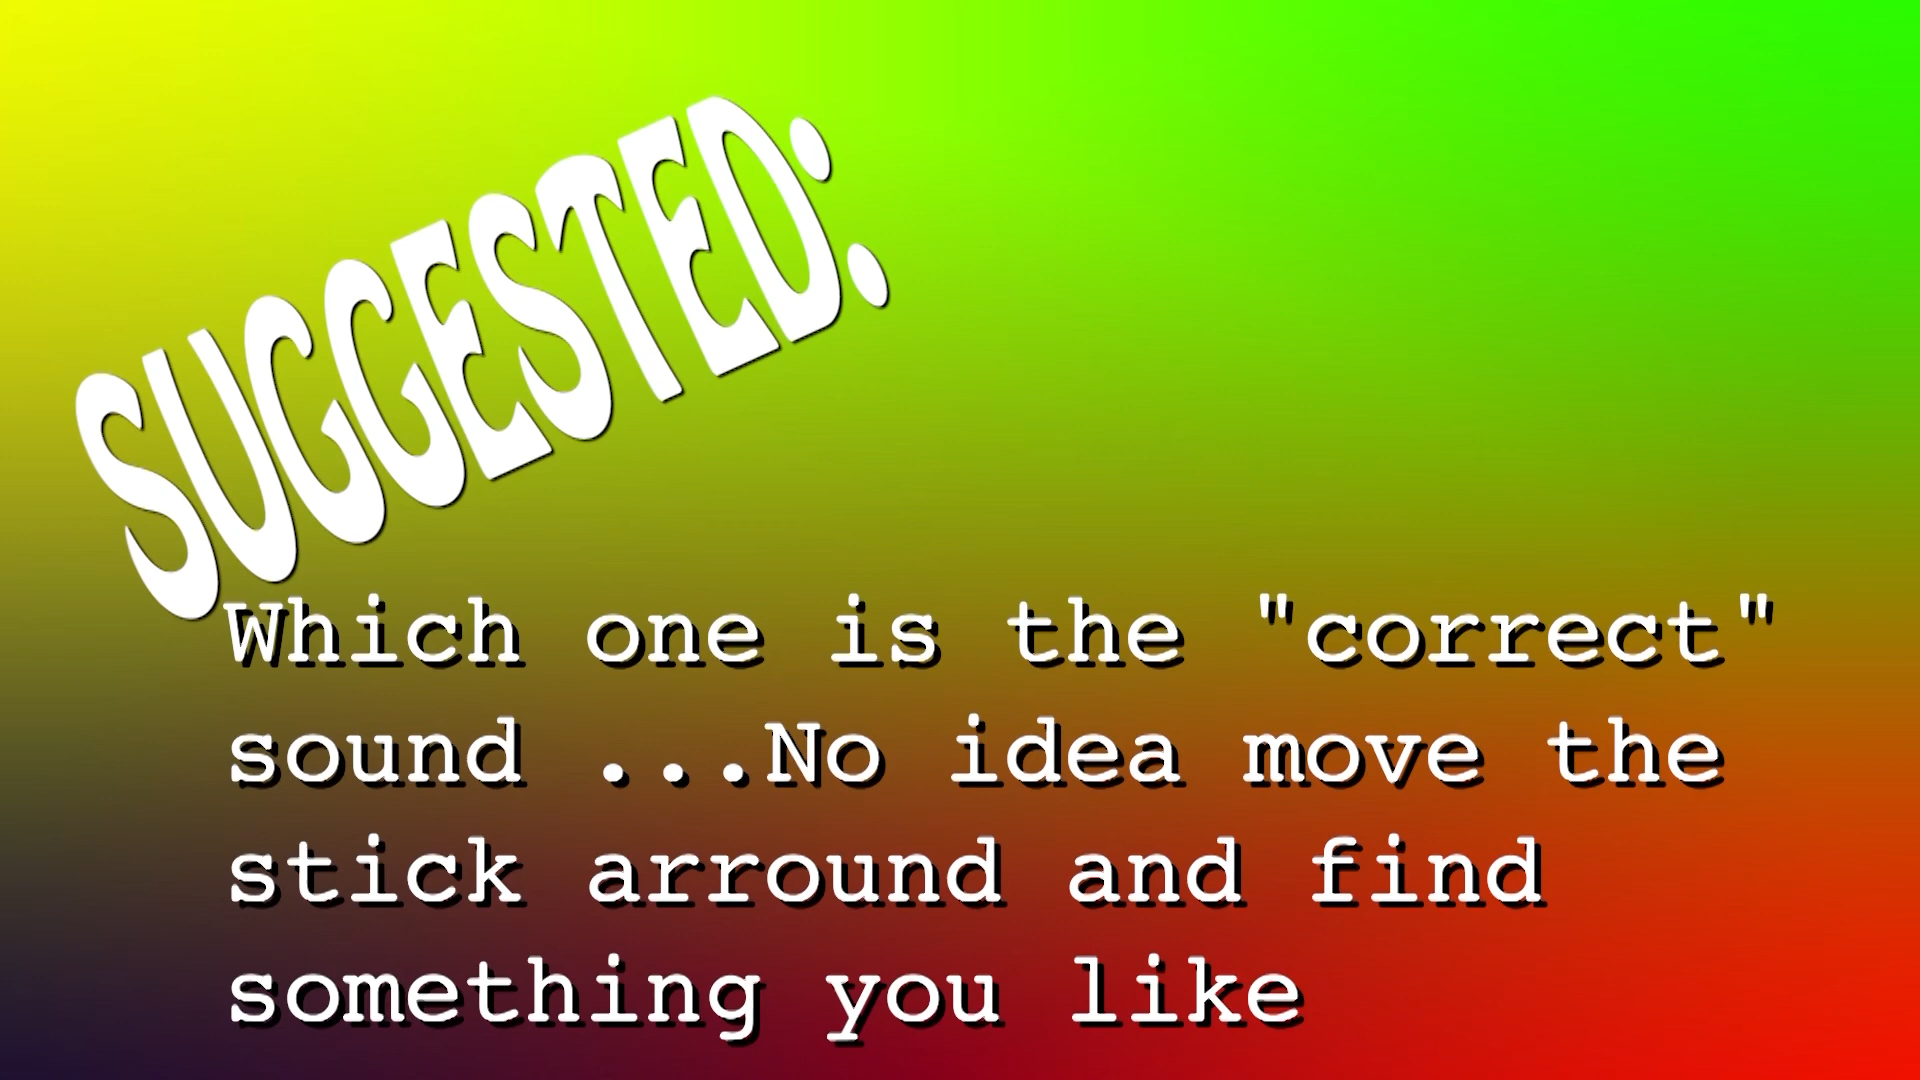 SUGGESTED:
Which one is the "correct"
sound ...No idea move the
stick arround and find
something you like